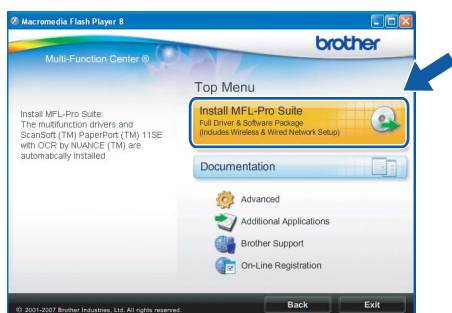 Macromedia Flash Player 8
brother
Multi-Function Center ®
Top Menu
Install MFL-Pro Suite:
The multifunction drivers and
ScanSoft (TM) PaperPort (TM) 11SE
with OCR by NUANCE (TM) are
automatically installed.
Install MFL-Pro Suite
Full Driver & Software Package
(Includes Wireless & Wired Network Setup)
Documentation
Advanced
Additional Applications
Brother Support
On-Line Registration
© 2001-2007 Brother Industries, Ltd. All rights reserved.
Back
Exit